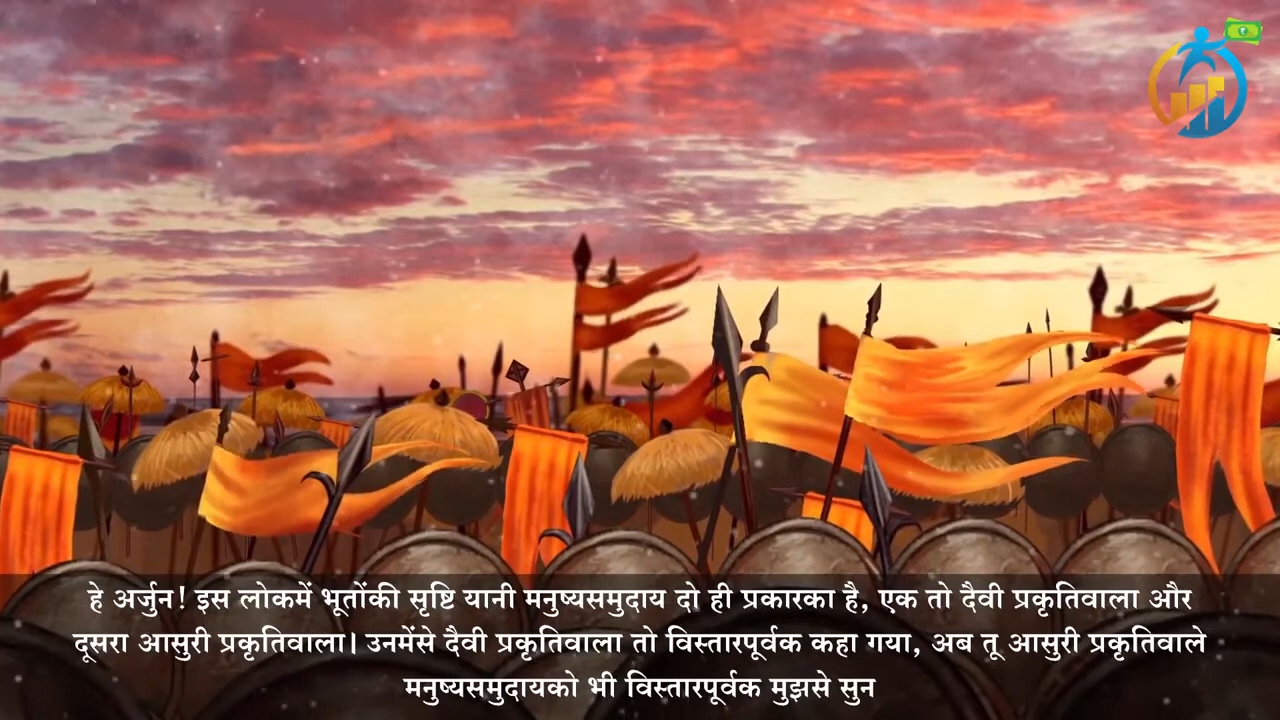 हे अर्जुन! इस लोकमें भूतोंकी सृष्टि यानी मनुष्यसमुदाय दो ही प्रकारका है, एक तो दैवी प्रकृतिवाला और
दूसरा आसुरी प्रकृतिवाला। उनमेंसे दैवी प्रकृतिवाला तो विस्तारपूर्वक कहा गया, अब तू आसुरी प्रकृतिवाले
मनुष्यसमुदायको भी विस्तारपूर्वक मुझसे सुन